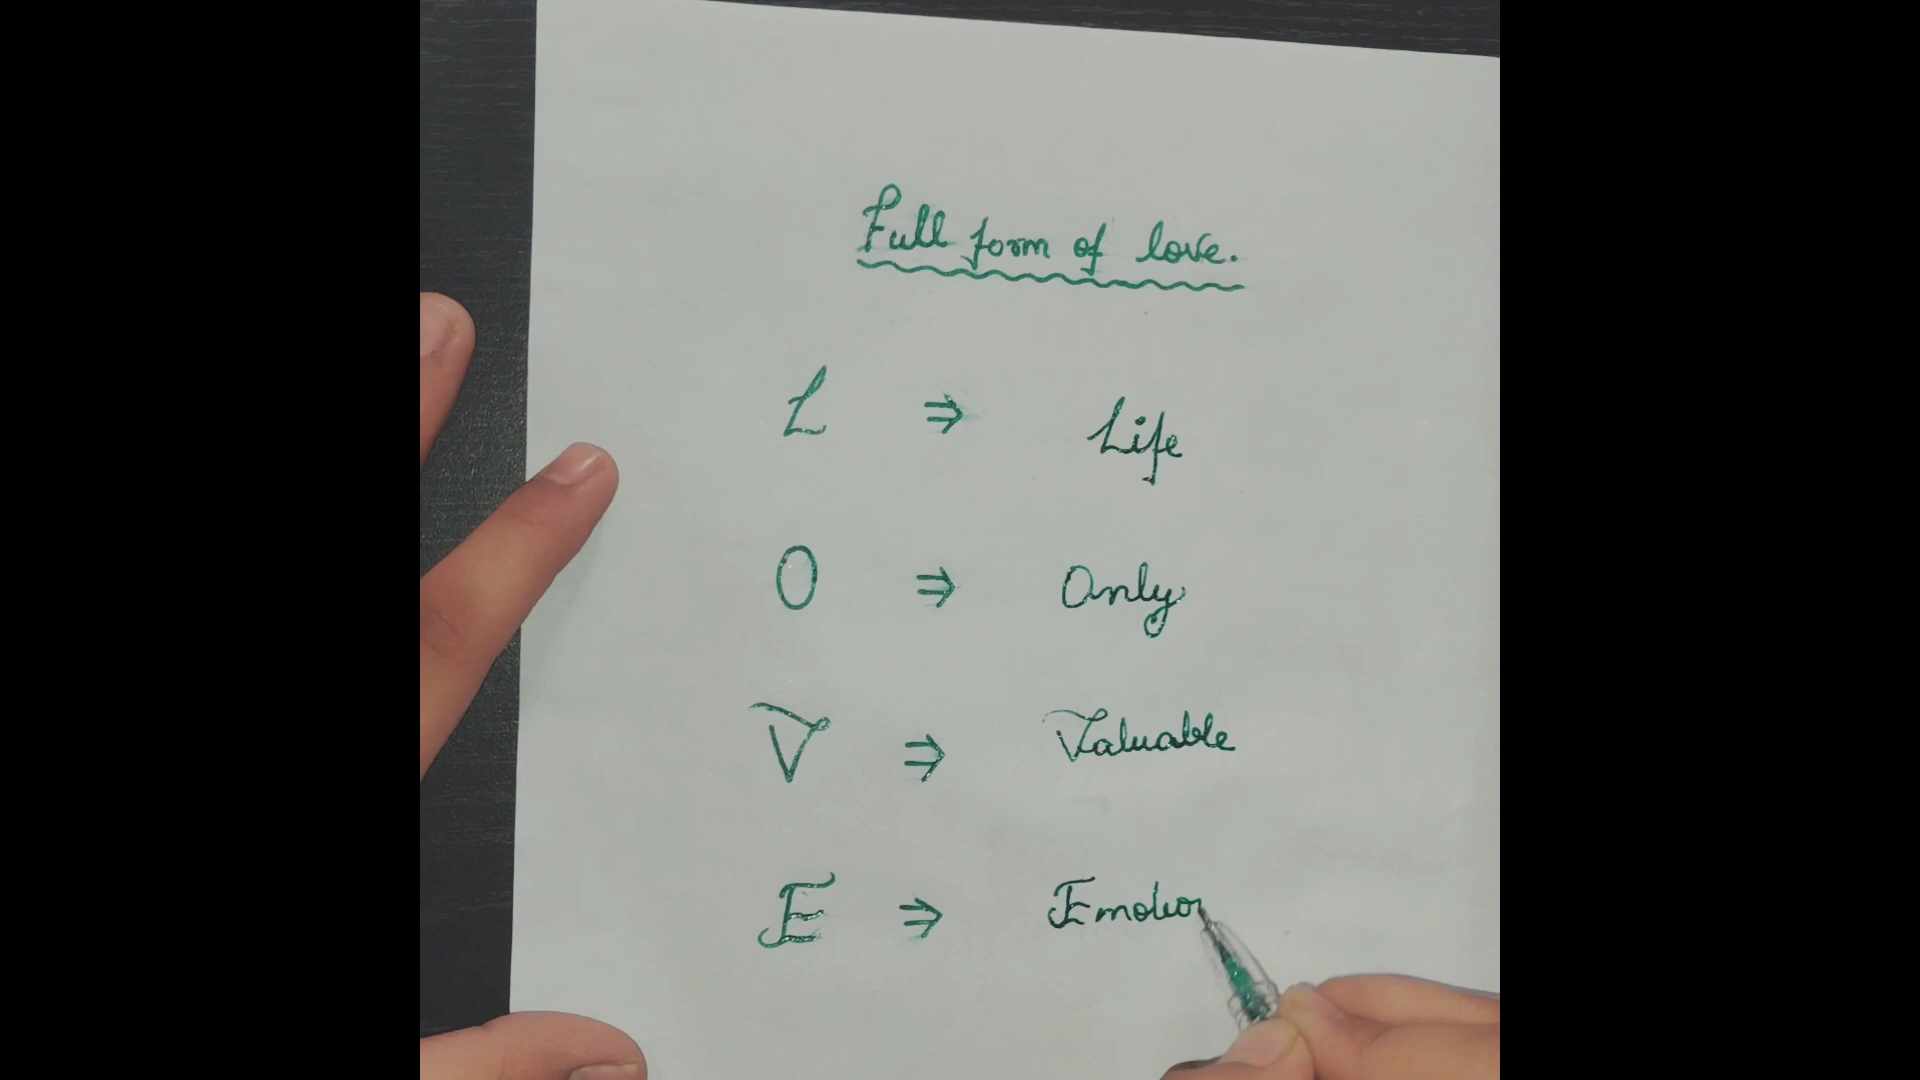 Full form of love.
L ⇒ Life
O ⇒ Only
V ⇒ Valuable
E ⇒ Emotion